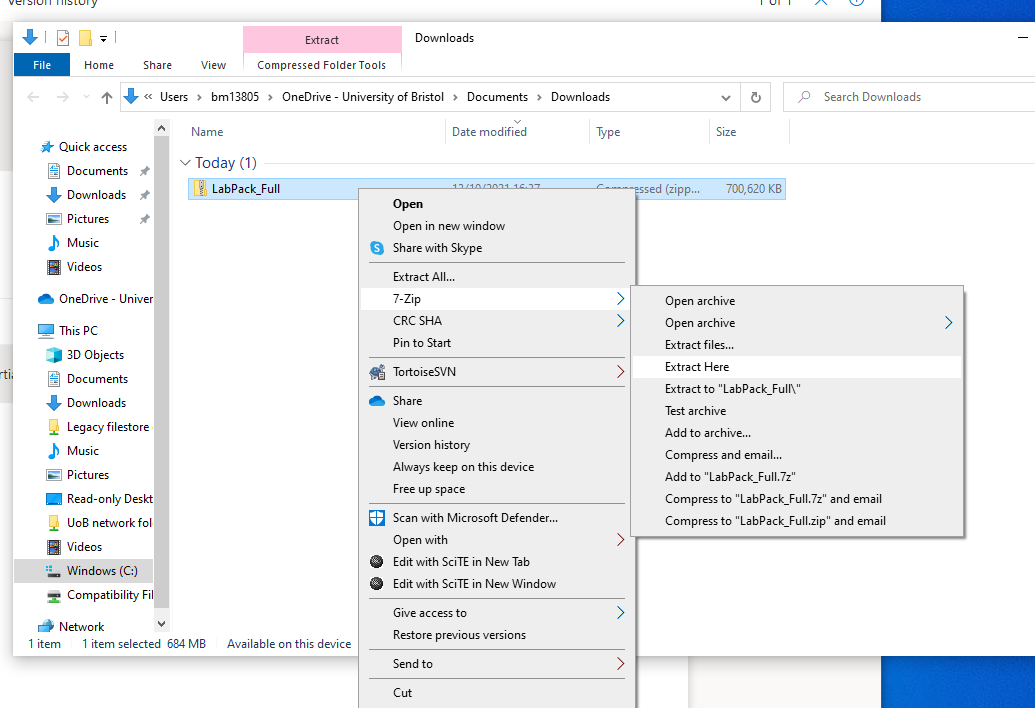 Version history
1 of 1
Extract
Downloads
File
Home
Share
View
Compressed Folder Tools
« Users › bm13805 › OneDrive - University of Bristol › Documents › Downloads
Search Downloads
Name
Date modified
Type
Size
Quick access
Documents
Downloads
Pictures
Music
Videos
OneDrive - Univer
This PC
3D Objects
Documents
Downloads
Legacy filestore
Music
Pictures
Read-only Deskt
UoB network fol
Videos
Windows (C:)
Compatibility Fil
Network
Today (1)
LabPack_Full
12/10/2021 16:27
Compressed (zipp...
700,620 KB
Open
Open in new window
Share with Skype
Extract All...
7-Zip
CRC SHA
Pin to Start
TortoiseSVN
Share
View online
Version history
Always keep on this device
Free up space
Scan with Microsoft Defender...
Open with
Edit with SciTE in New Tab
Edit with SciTE in New Window
Give access to
Restore previous versions
Send to
Cut
Open archive
Open archive
Extract files...
Extract Here
Extract to "LabPack_Full\"
Test archive
Add to archive...
Compress and email...
Add to "LabPack_Full.7z"
Compress to "LabPack_Full.7z" and email
Compress to "LabPack_Full.zip" and email
1 item
1 item selected 684 MB
Available on this device